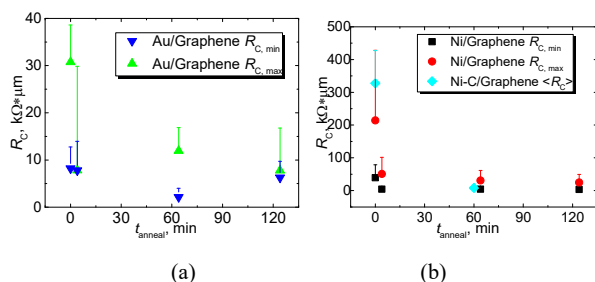 Au/Graphene R_C, min
Au/Graphene R_C, max
R_C, kΩ*μm
40
30
20
10
0
0 30 60 90 120
t_anneal, min
(a)
Ni/Graphene R_C, min
Ni/Graphene R_C, max
Ni-C/Graphene <R_C>
R_C, kΩ*μm
500
400
300
200
100
0
0 30 60 90 120
t_anneal, min
(b)